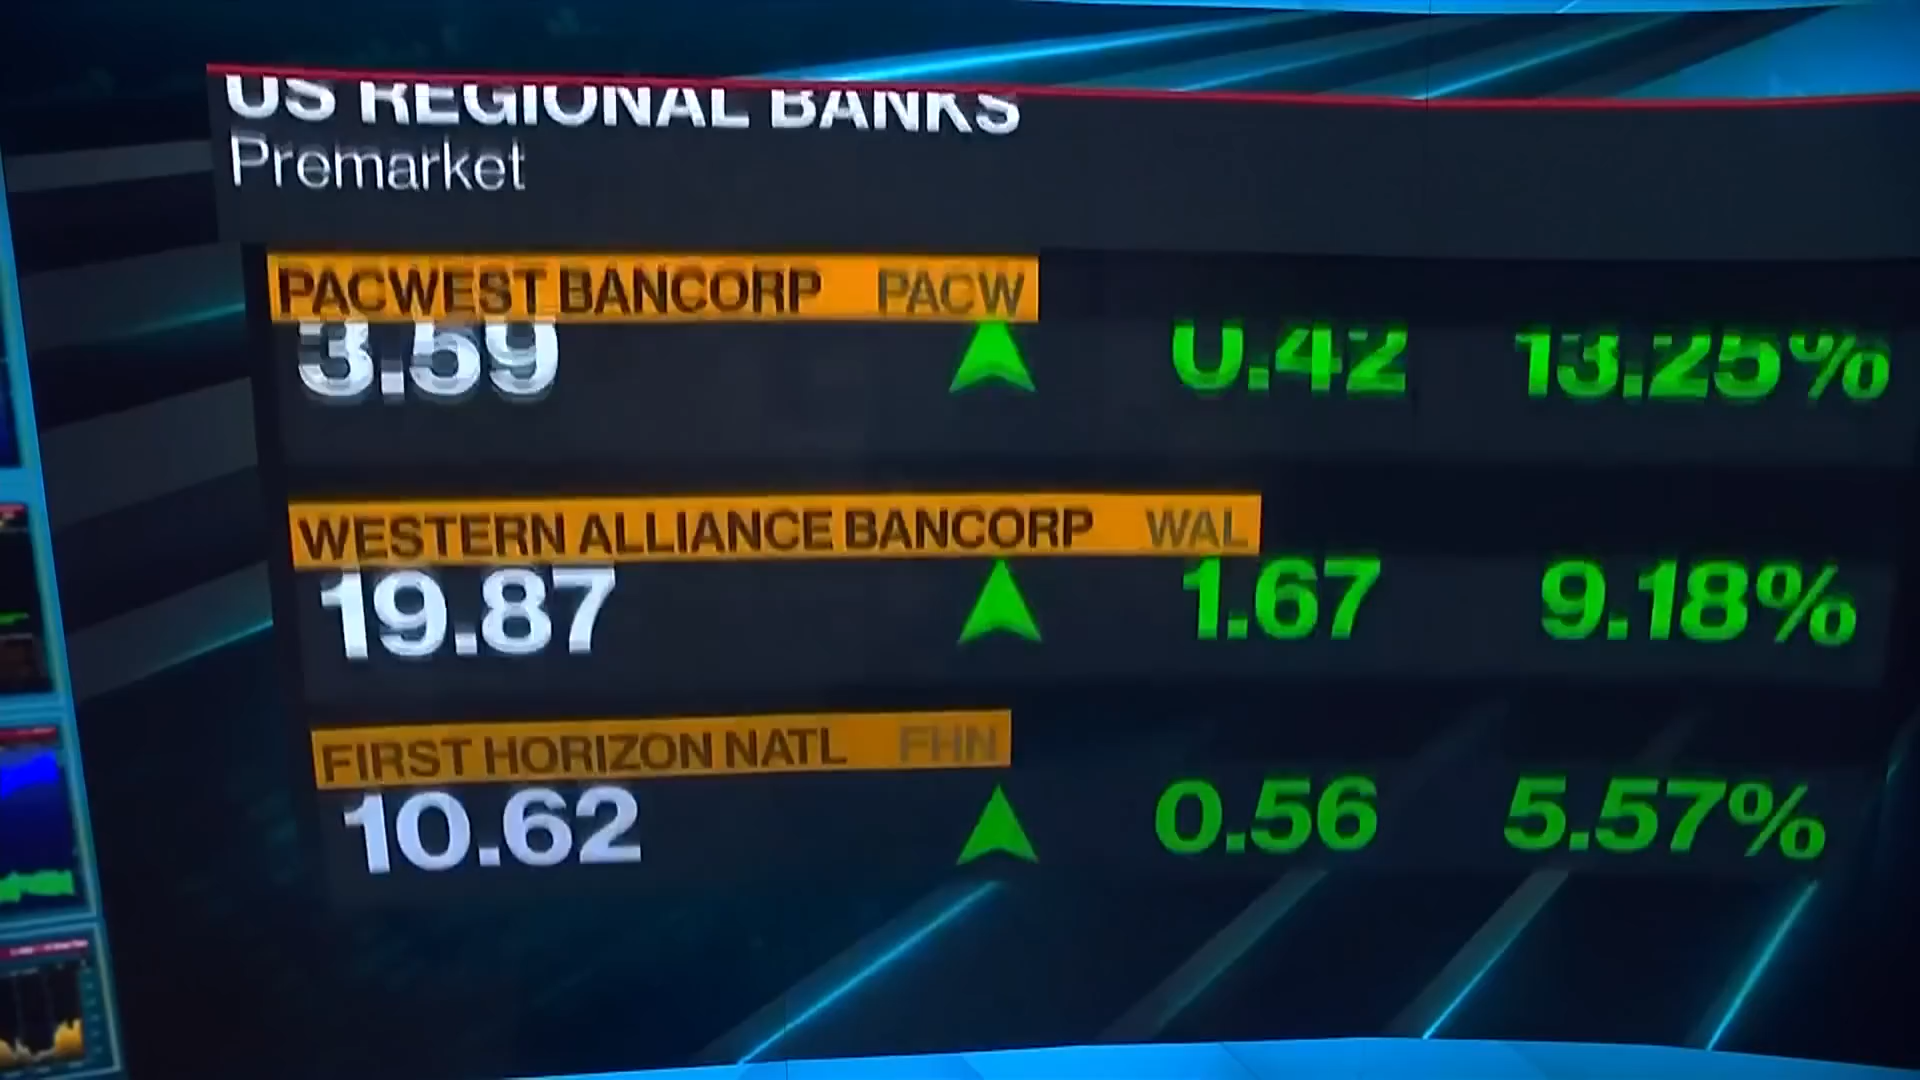 US REGIONAL BANKS
Premarket
PACWEST BANCORP PACW
3.59 0.42 13.25%
WESTERN ALLIANCE BANCORP WAL
19.87 1.67 9.18%
FIRST HORIZON NATL FHN
10.62 0.56 5.57%